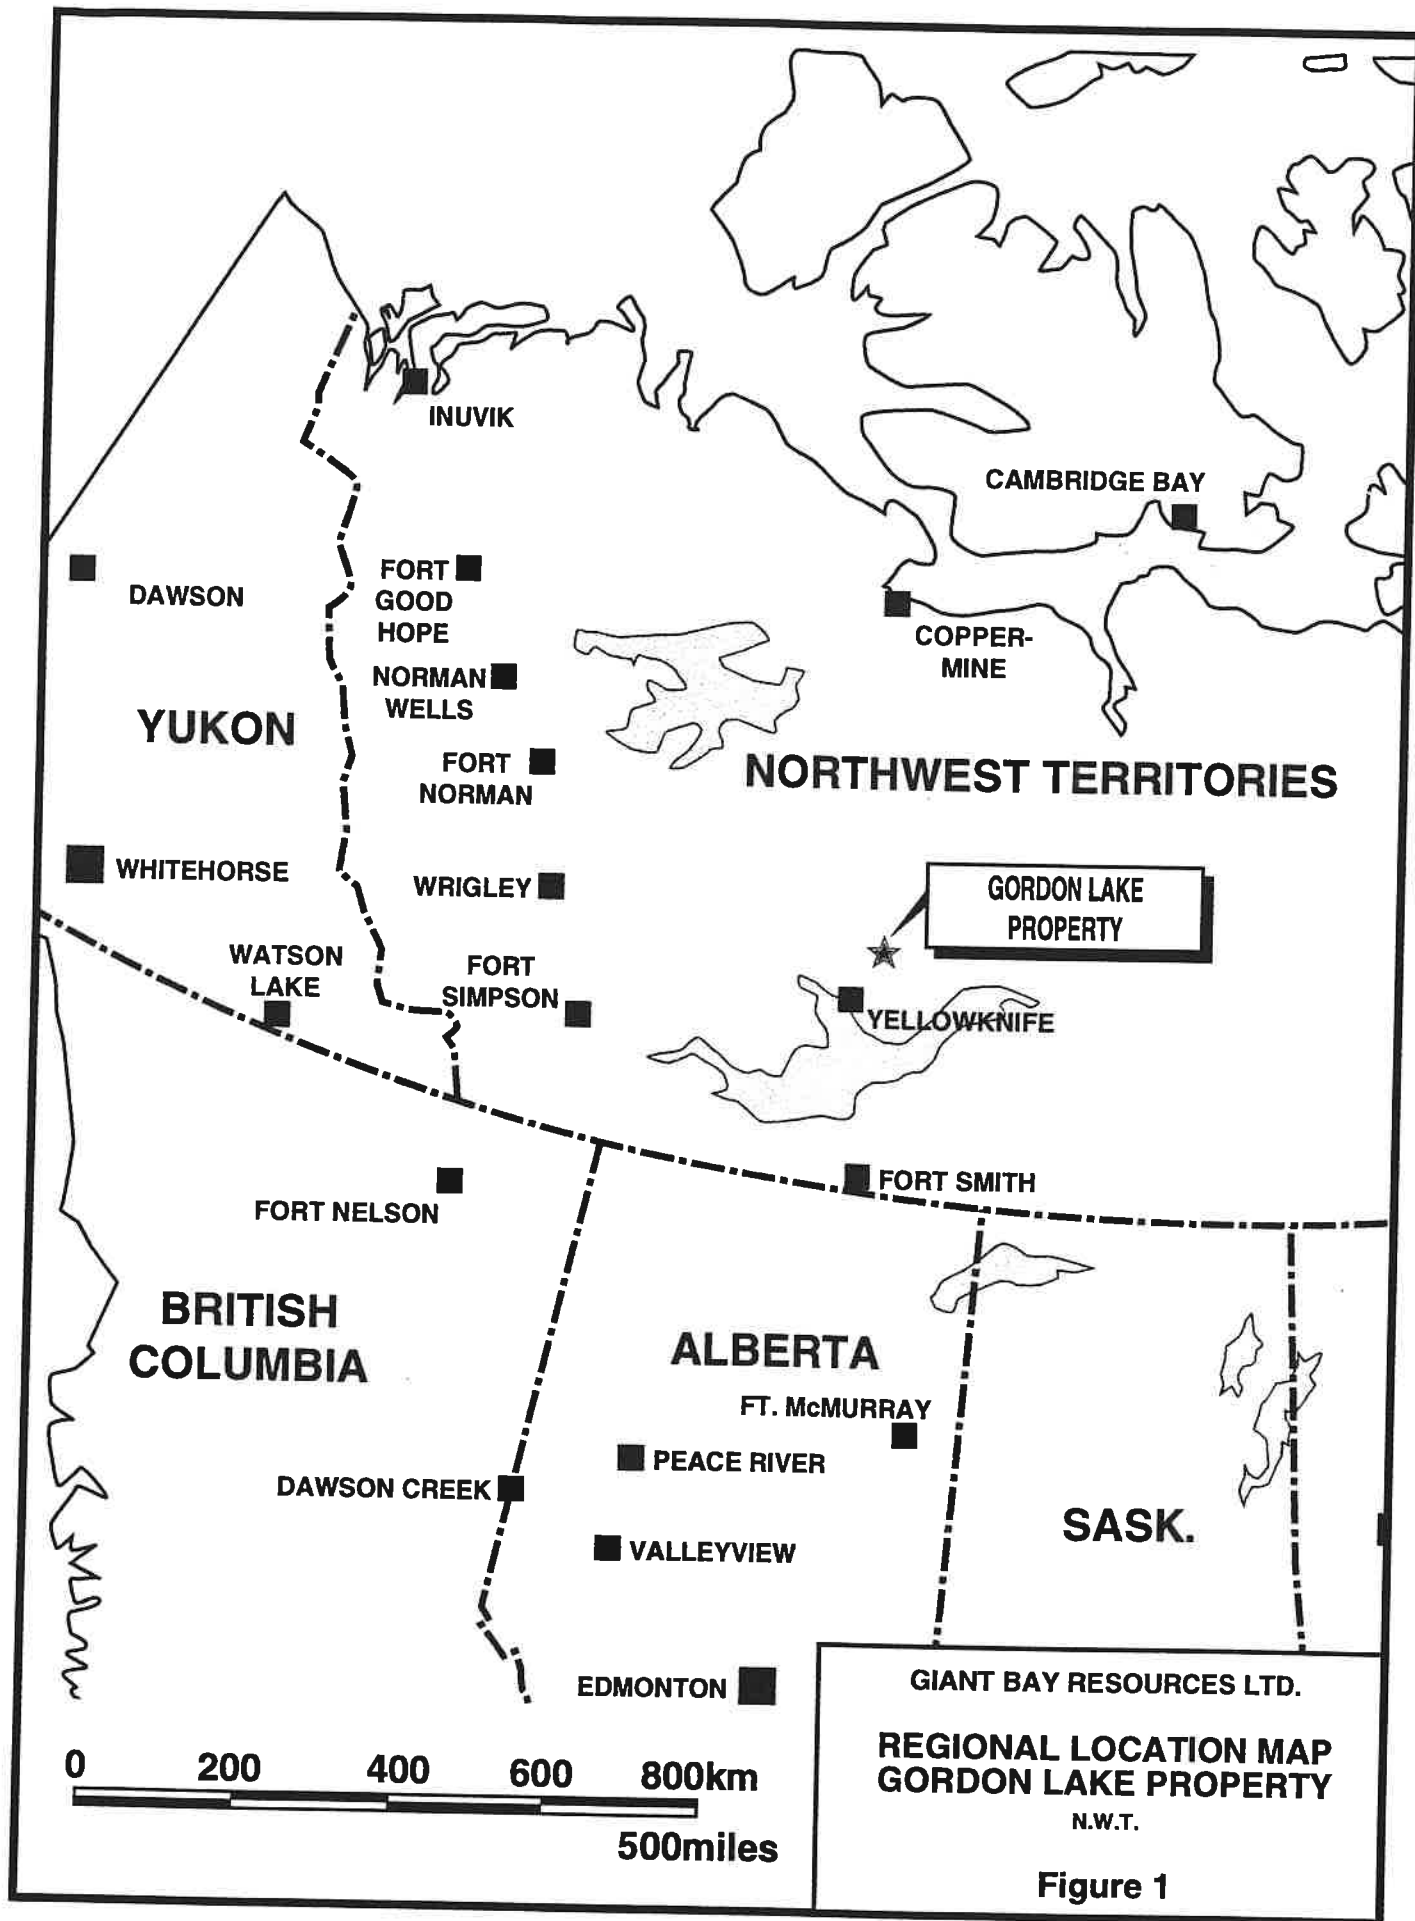 INUVIK
CAMBRIDGE BAY
DAWSON
FORT
GOOD
HOPE
COPPER-
MINE
NORMAN
WELLS
YUKON
FORT
NORMAN
NORTHWEST TERRITORIES
WHITEHORSE
WRIGLEY
GORDON LAKE
PROPERTY
WATSON
LAKE
FORT
SIMPSON
YELLOWKNIFE
FORT SMITH
FORT NELSON
BRITISH
COLUMBIA
ALBERTA
FT. McMURRAY
PEACE RIVER
DAWSON CREEK
SASK.
VALLEYVIEW
EDMONTON
0 200 400 600 800km
500miles
GIANT BAY RESOURCES LTD.
REGIONAL LOCATION MAP
GORDON LAKE PROPERTY
N.W.T.
Figure 1